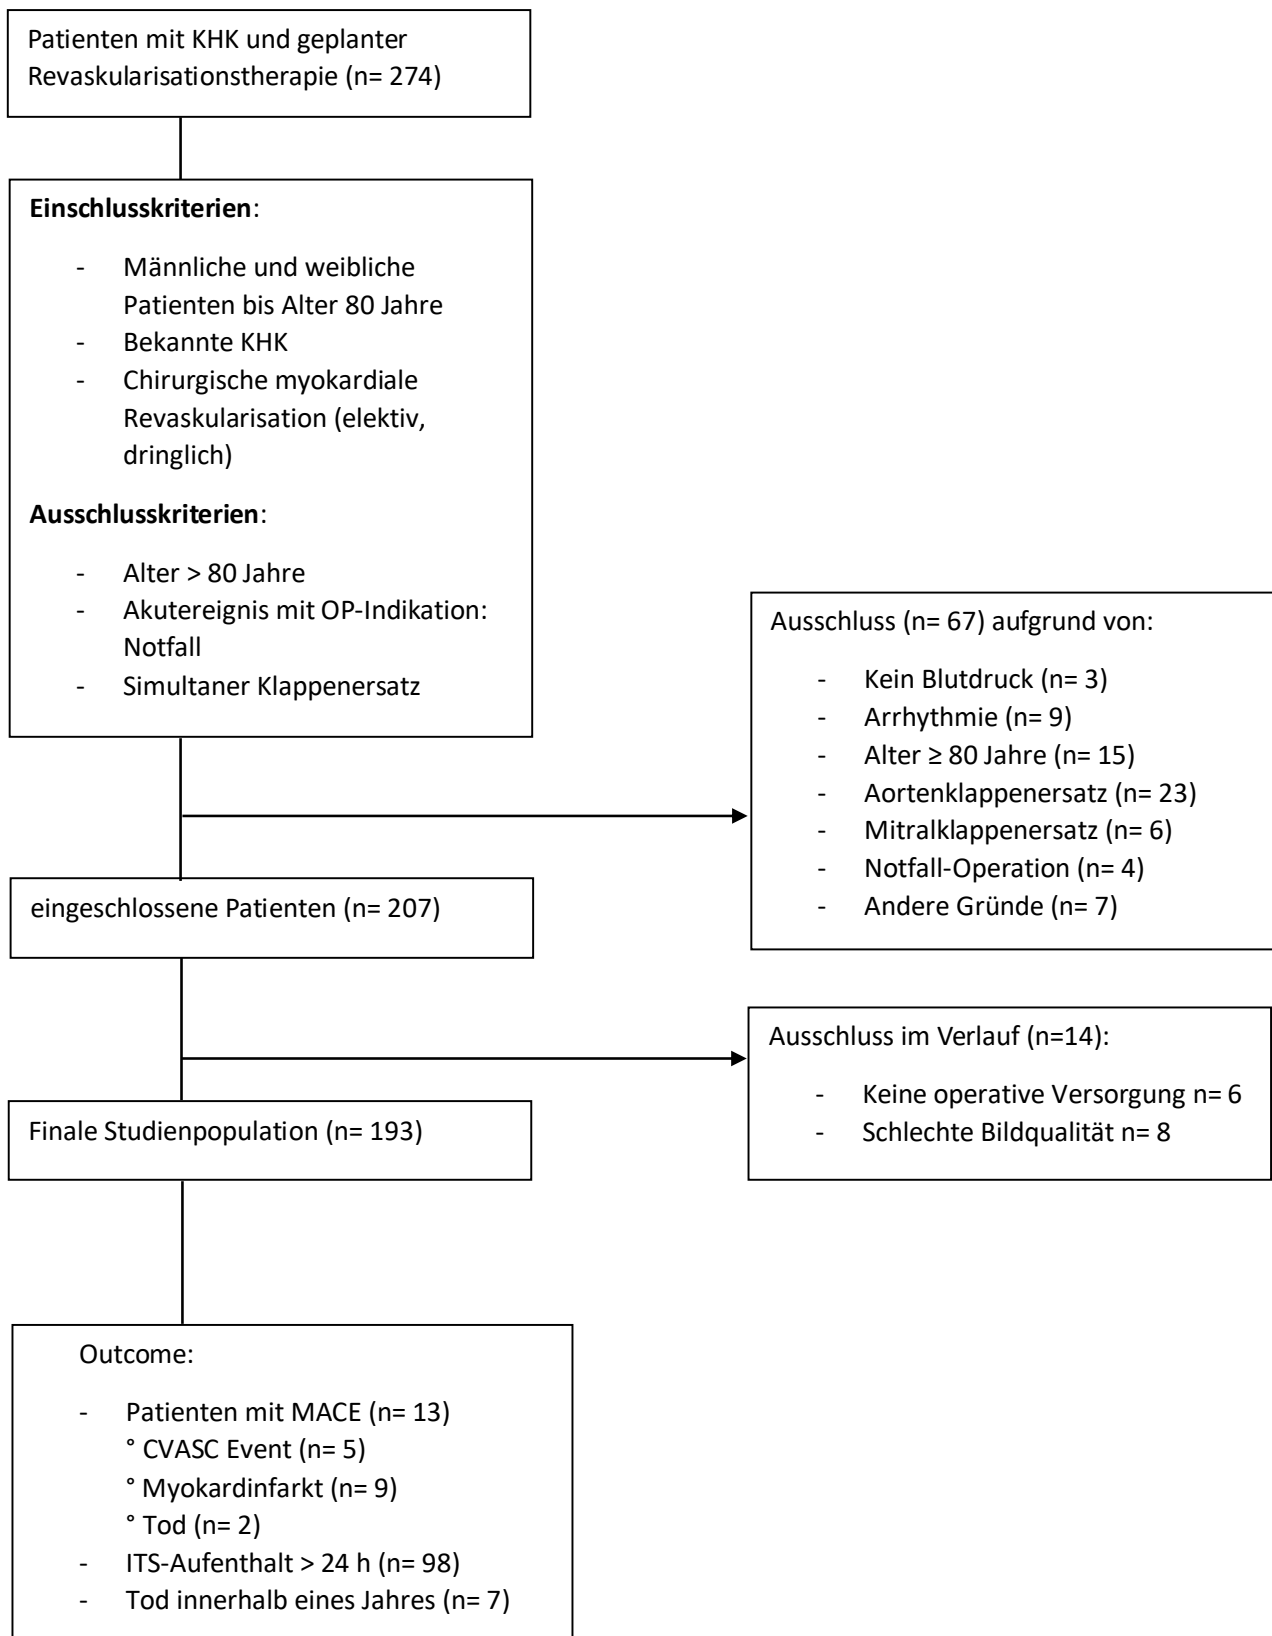 Patienten mit KHK und geplanter
Revaskularisationstherapie (n= 274)
Einschlusskriterien:
- Männliche und weibliche
Patienten bis Alter 80 Jahre
- Bekannte KHK
- Chirurgische myokardiale
Revaskularisation (elektiv,
dringlich)
Ausschlusskriterien:
- Alter > 80 Jahre
- Akutereignis mit OP-Indikation:
Notfall
- Simultaner Klappenersatz
Ausschluss (n= 67) aufgrund von:
- Kein Blutdruck (n= 3)
- Arrhythmie (n= 9)
- Alter ≥ 80 Jahre (n= 15)
- Aortenklappenersatz (n= 23)
- Mitralklappenersatz (n= 6)
- Notfall-Operation (n= 4)
- Andere Gründe (n= 7)
eingeschlossene Patienten (n= 207)
Ausschluss im Verlauf (n=14):
- Keine operative Versorgung n= 6
- Schlechte Bildqualität n= 8
Finale Studienpopulation (n= 193)
Outcome:
- Patienten mit MACE (n= 13)
° CVASC Event (n= 5)
° Myokardinfarkt (n= 9)
° Tod (n= 2)
- ITS-Aufenthalt > 24 h (n= 98)
- Tod innerhalb eines Jahres (n= 7)